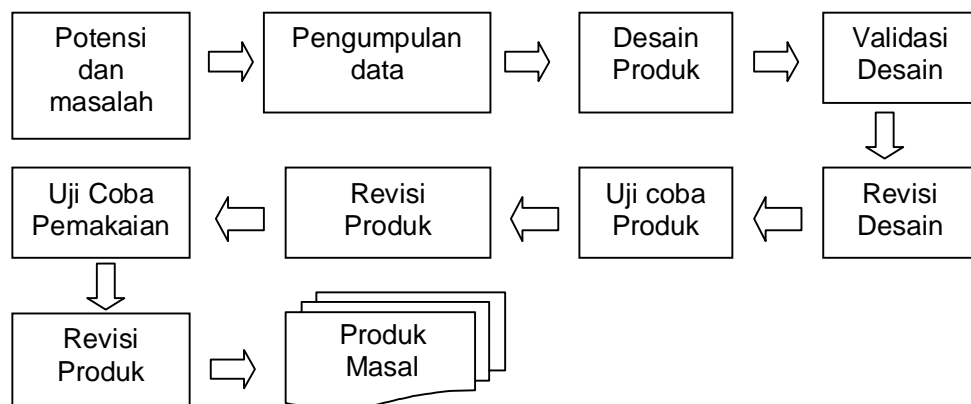 Potensi
dan
masalah
Pengumpulan
data
Desain
Produk
Validasi
Desain
Revisi
Desain
Uji coba
Produk
Revisi
Produk
Uji Coba
Pemakaian
Revisi
Produk
Produk
Masal